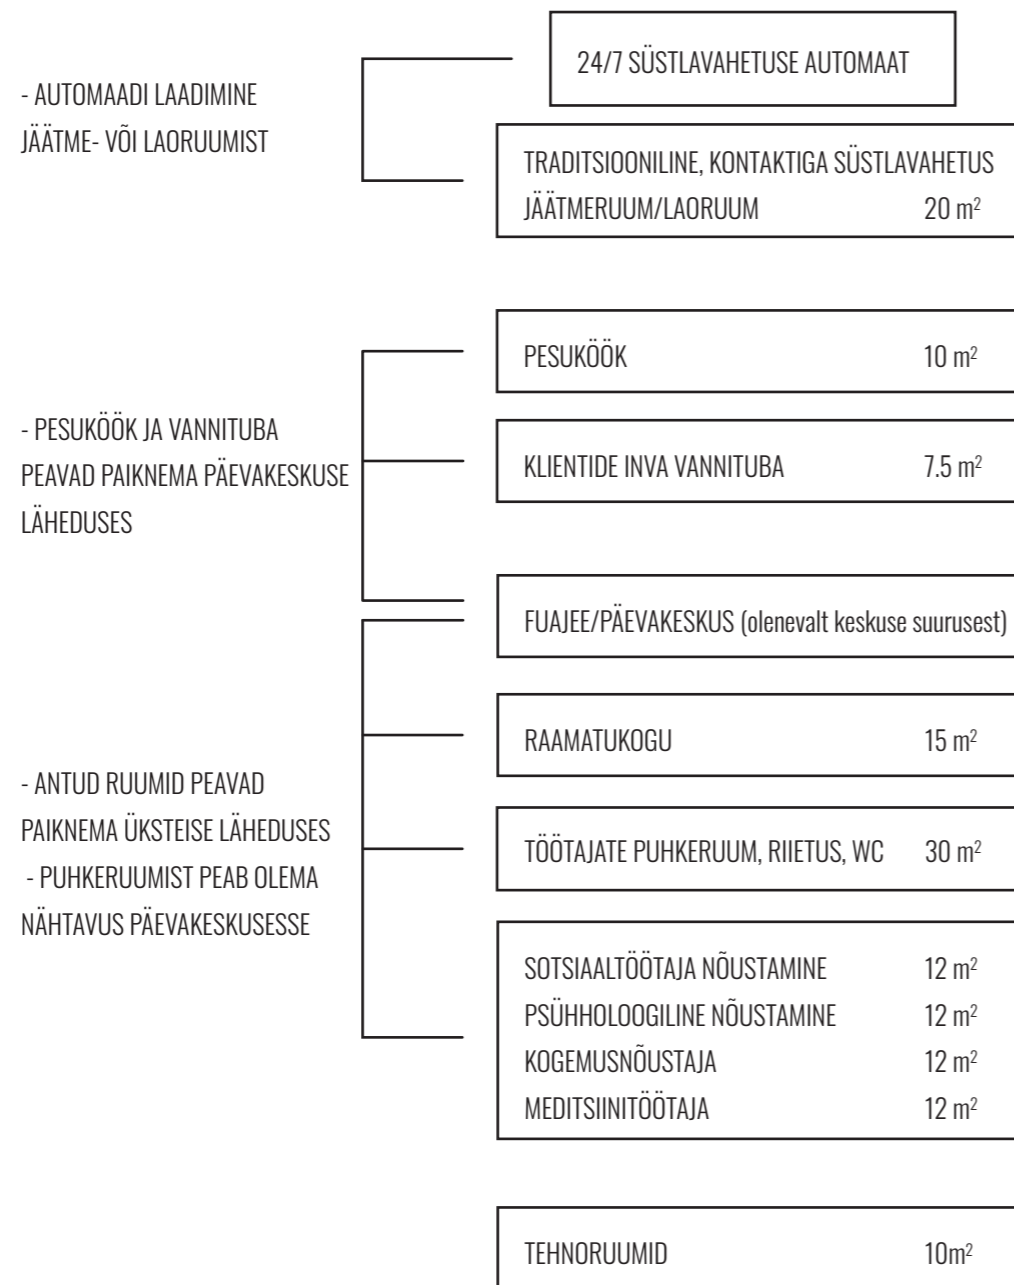 24/7 SÜSTLAVAHETUSE AUTOMAAT
- AUTOMAADI LAADIMINE
JÄÄTME- VÕI LAORUUMIST
TRADITSIOONILINE, KONTAKTIGA SÜSTLAVAHETUS
JÄÄTMERUUM/LAORUUM 20 m²
PESUKÖÖK 10 m²
- PESUKÖÖK JA VANNITUBA
PEAVAD PAIKNEMA PÄEVAKESKUSE
LÄHEDUSES
KLIENTIDE INVA VANNITUBA 7.5 m²
FUAJEE/PÄEVAKESKUS (olenevalt keskuse suurusest)
RAAMATUKOGU 15 m²
- ANTUD RUUMID PEAVAD
PAIKNEMA ÜKSTEISE LÄHEDUSES
- PUHKERUUMIST PEAB OLEMA
NÄHTAVUS PÄEVAKESKUSESSE
TÖÖTAJATE PUHKERUUM, RIIETUS, WC 30 m²
SOTSIAALTÖÖTAJA NÕUSTAMINE 12 m²
PSÜHHOLOOGILINE NÕUSTAMINE 12 m²
KOGEMUSNÕUSTAJA 12 m²
MEDITSIINITÖÖTAJA 12 m²
TEHNORUUMID 10m²